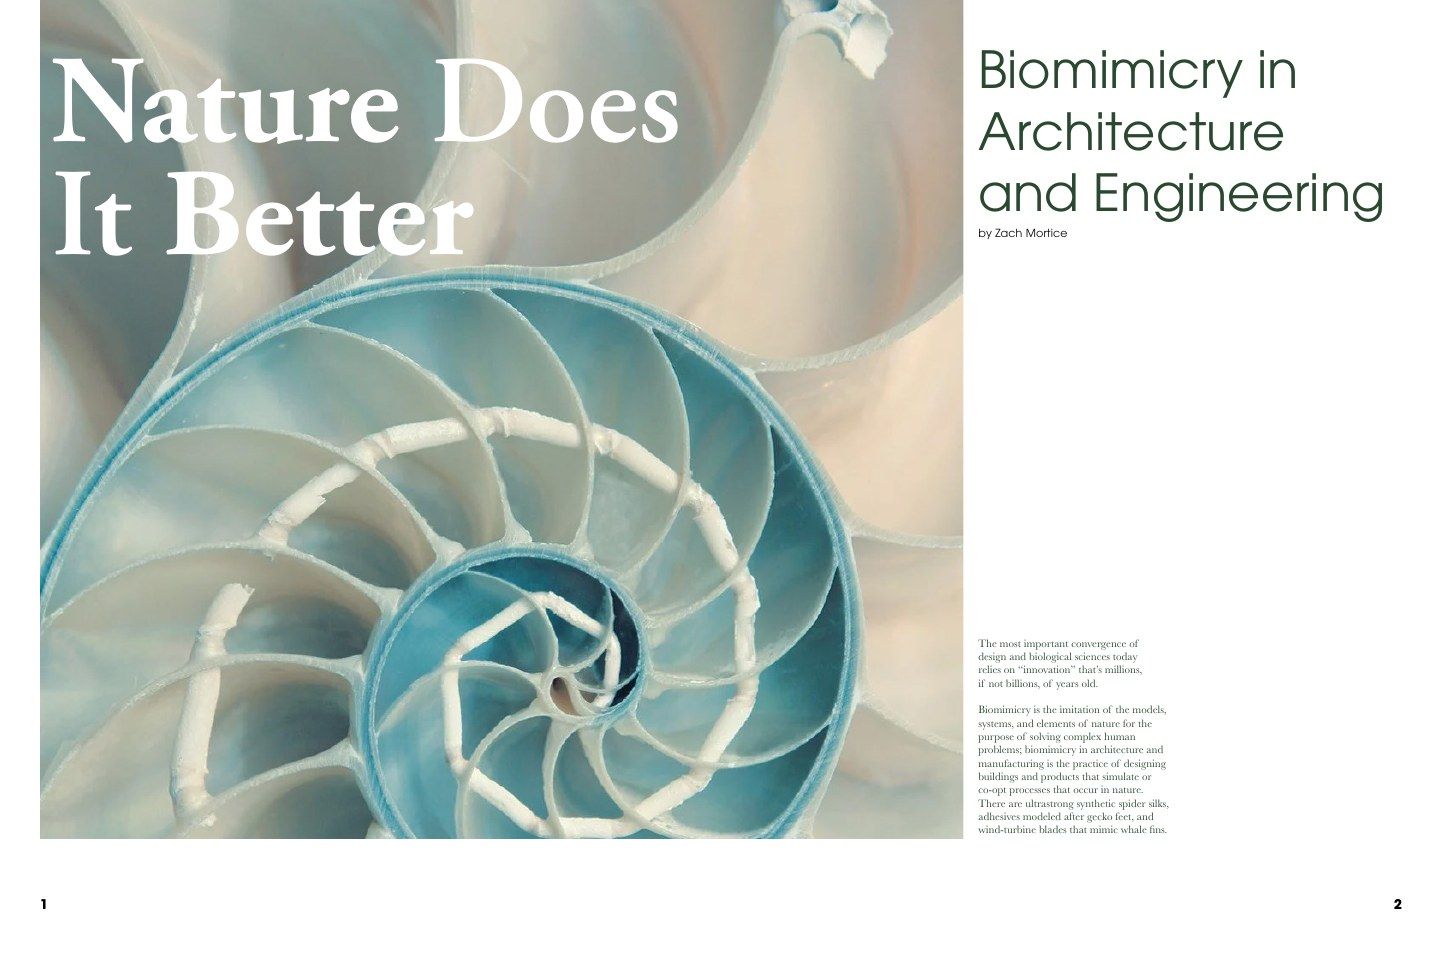 Nature Does
It Better
Biomimicry in
Architecture
and Engineering
by Zach Mortice
The most important convergence of
design and biological sciences today
relies on “innovation” that’s millions,
if not billions, of years old.
Biomimicry is the imitation of the models,
systems, and elements of nature for the
purpose of solving complex human
problems; biomimicry in architecture and
manufacturing is the practice of designing
buildings and products that simulate or
co-opt processes that occur in nature.
There are ultrastrong synthetic spider silks,
adhesives modeled after gecko feet, and
wind-turbine blades that mimic whale fins.
1
2